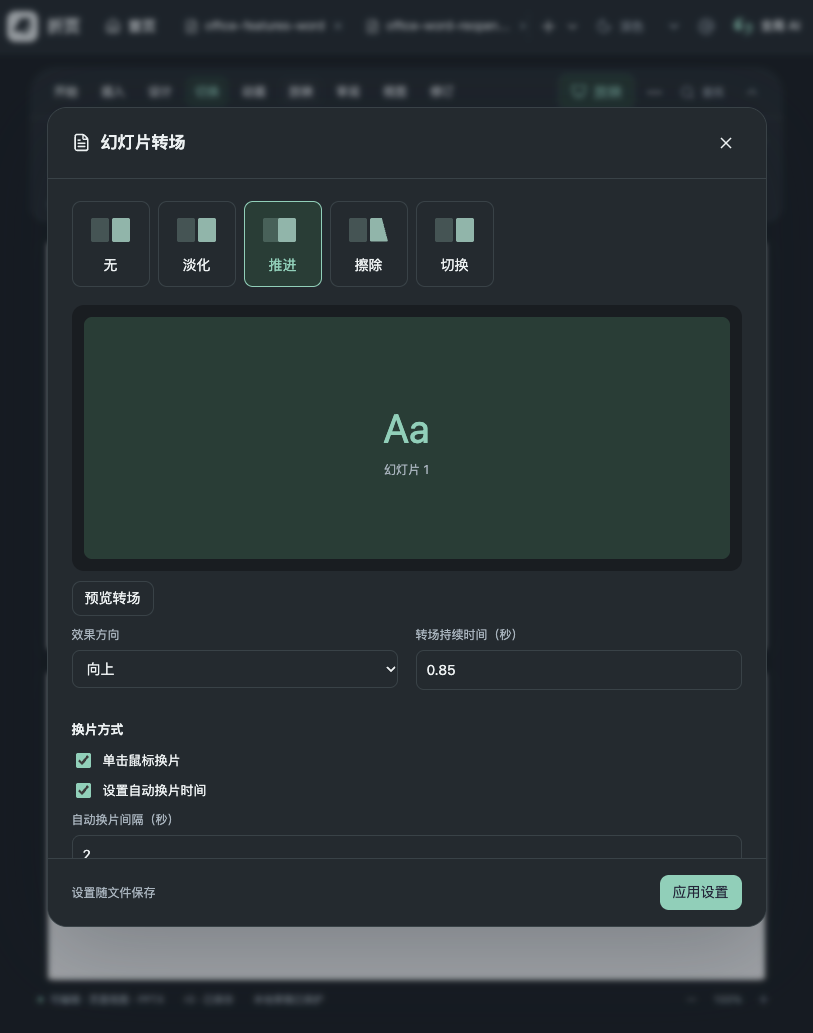 幻灯片转场
无
淡化
推进
擦除
切换
Aa
幻灯片 1
预览转场
效果方向
转场持续时间（秒）
向上
0.85
换片方式
单击鼠标换片
设置自动换片时间
自动换片间隔（秒）
2
设置随文件保存
应用设置